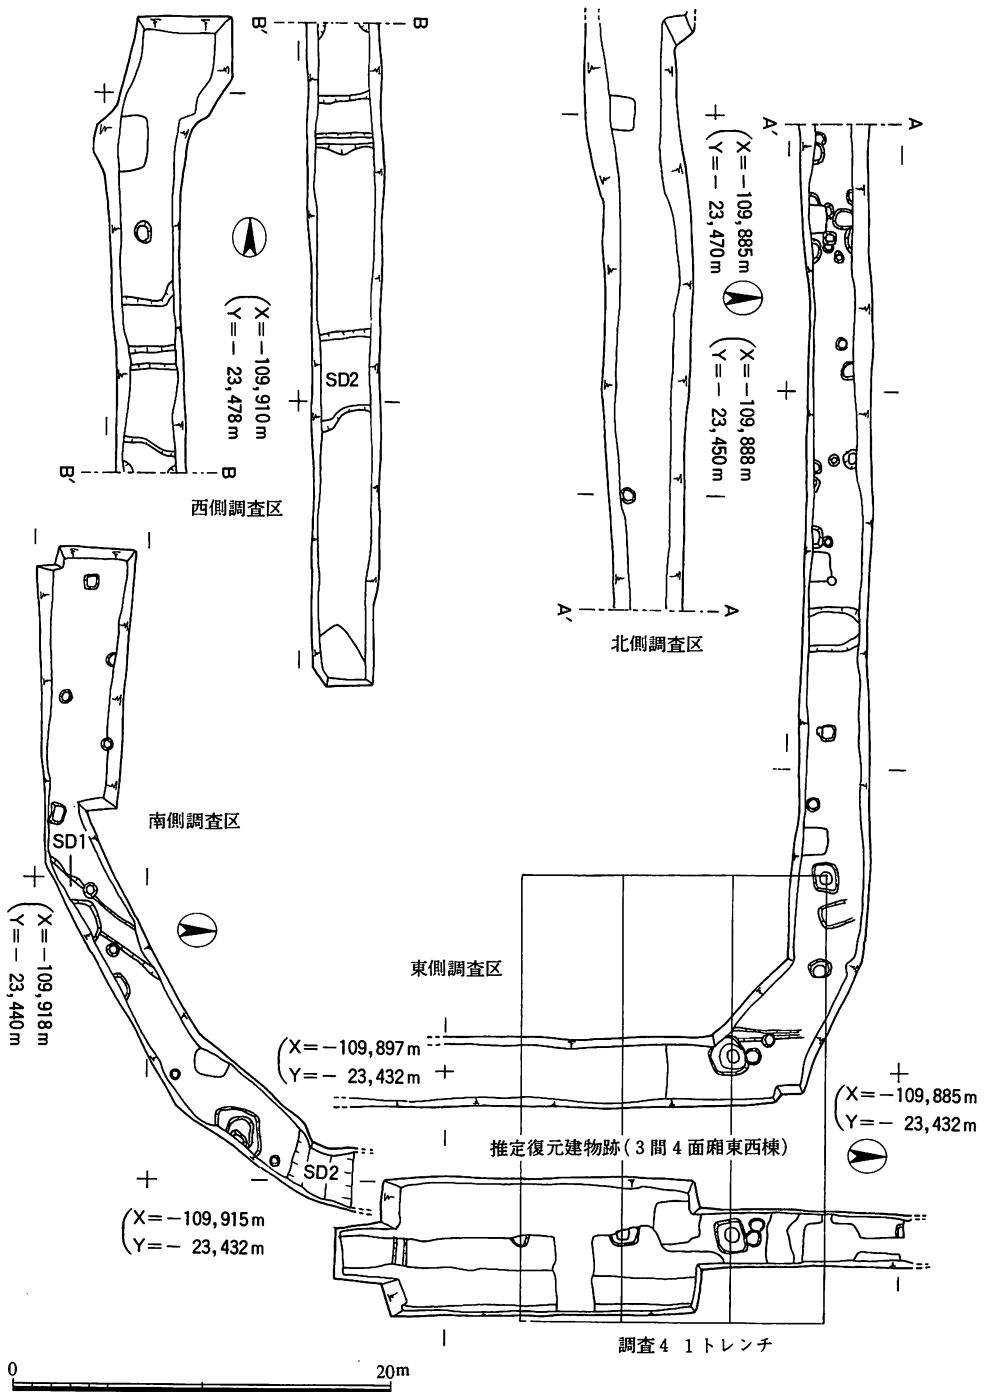 B′ B
A′ A
X=−109,885m
Y=− 23,470m
X=−109,888m
Y=− 23,450m
X=−109,910m
Y=− 23,478m
SD2
B′ B
西側調査区
A′ A
北側調査区
南側調査区
SD1
X=−109,918m
Y=− 23,440m
東側調査区
(X=−109,897m
(Y=− 23,432m
(X=−109,885m
(Y=− 23,432m
推定復元建物跡(3間4面廂東西棟)
SD2
(X=−109,915m
(Y=− 23,432m
調査4 1トレンチ
0 20m